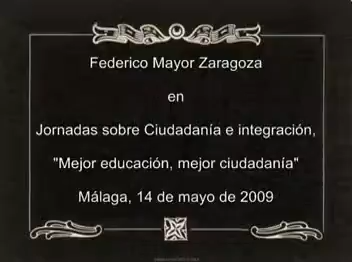 Federico Mayor Zaragoza
en
Jornadas sobre Ciudadanía e integración,
"Mejor educación, mejor ciudadanía"
Málaga, 14 de mayo de 2009